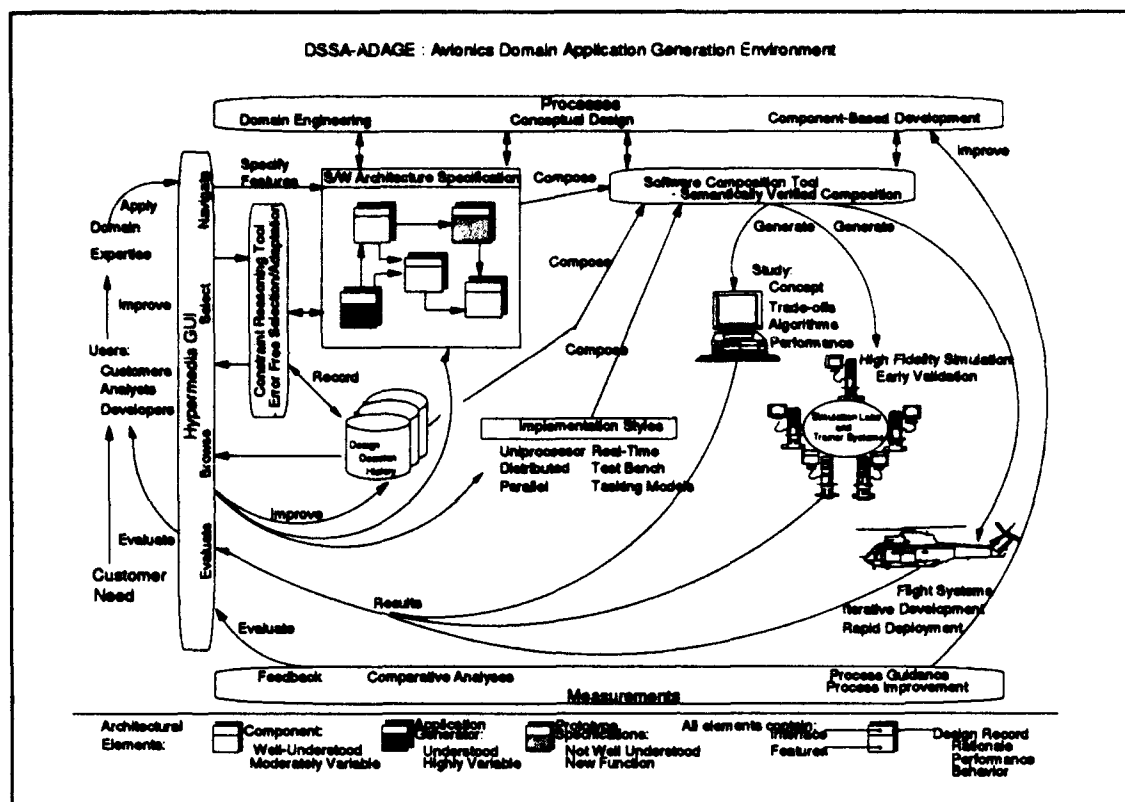 DSSA-ADAGE : Avionics Domain Application Generation Environment
Processes
Domain Engineering
Conceptual Design
Component-Based Development
Improve
Specify
Features
S/W Architecture Specification
Compose
Software Composition Tool
- Semantically Verified Composition
Generate
Generate
Apply
Domain
Expertise
Improve
Users:
Customers
Analysts
Developers
Evaluate
Customer
Need
Hypermedia GUI
Navigate
Select
Browse
Evaluate
Constraint Reasoning Tool
Error Free Selection/Adaptation
Record
Design
Decision
History
Improve
Compose
Compose
Implementation Styles
Uniprocessor Real-Time
Distributed Test Bench
Parallel Tasking Models
Study:
Concept
Trade-offs
Algorithms
Performance
High Fidelity Simulation:
Early Validation
Simulation Labs
and
Trainer Systems
Flight Systems
Iterative Development
Rapid Deployment
Results
Evaluate
Feedback
Comparative Analyses
Process Guidance
Process Improvement
Measurements
Architectural
Elements:
Component:
Well-Understood
Moderately Variable
Application
Generator:
Understood
Highly Variable
Prototype
Specifications:
Not Well Understood
New Function
All elements contain:
Interface
Features
Design Record
Rationale
Performance
Behavior